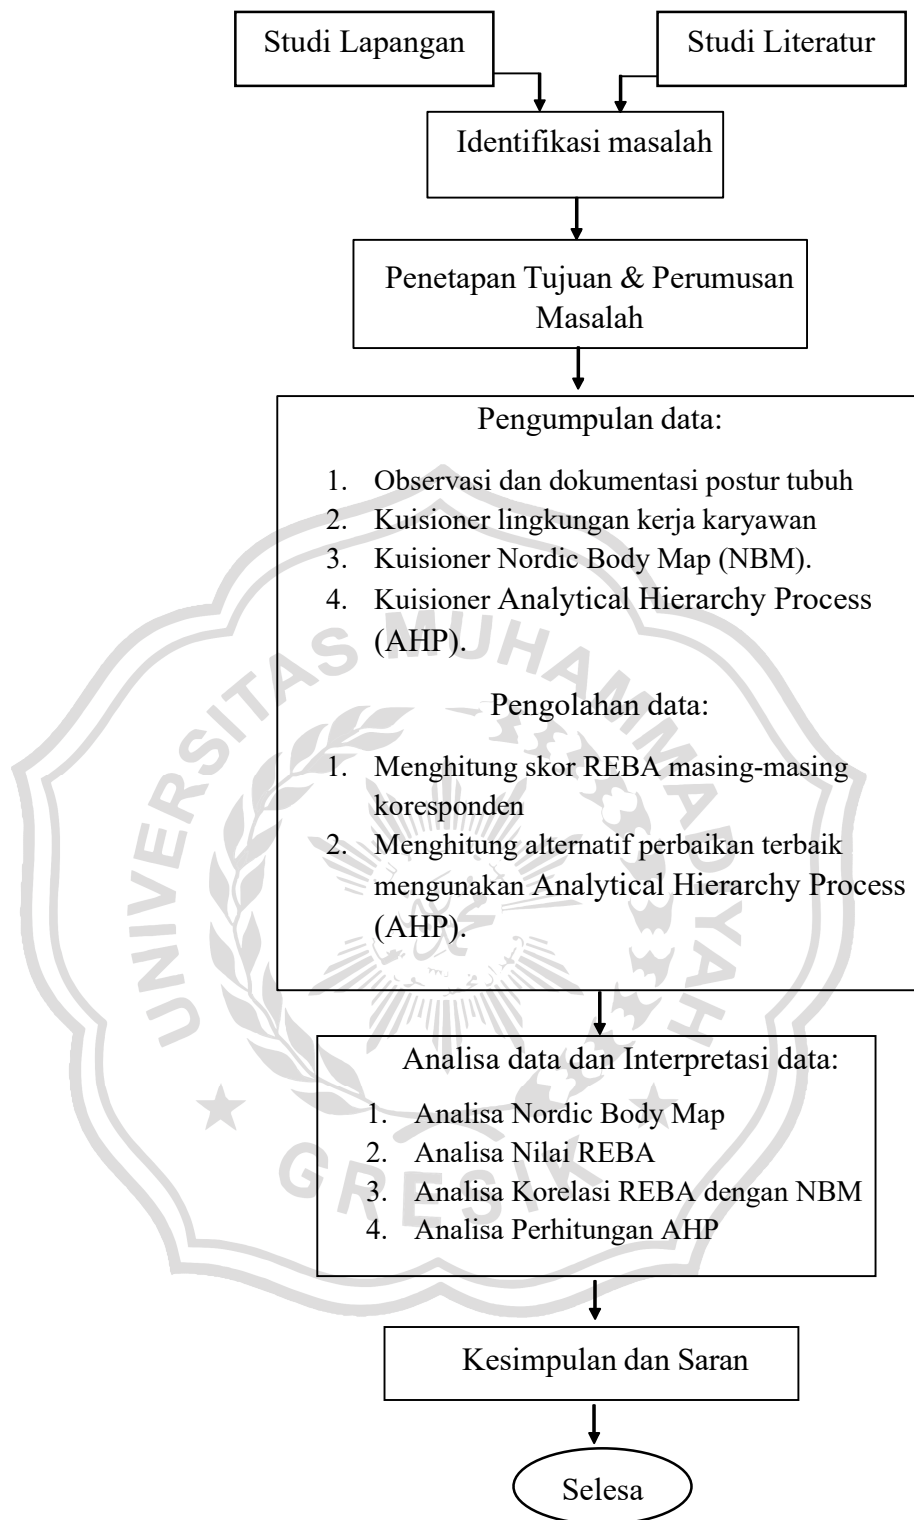 Studi Lapangan
Studi Literatur
Identifikasi masalah
Penetapan Tujuan & Perumusan
Masalah
Pengumpulan data:
1. Observasi dan dokumentasi postur tubuh
2. Kuisioner lingkungan kerja karyawan
3. Kuisioner Nordic Body Map (NBM).
4. Kuisioner Analytical Hierarchy Process
(AHP).
Pengolahan data:
1. Menghitung skor REBA masing-masing
koresponden
2. Menghitung alternatif perbaikan terbaik
mengunakan Analytical Hierarchy Process
(AHP).
Analisa data dan Interpretasi data:
1. Analisa Nordic Body Map
2. Analisa Nilai REBA
3. Analisa Korelasi REBA dengan NBM
4. Analisa Perhitungan AHP
Kesimpulan dan Saran
Selesa
UNIVERSITAS MUHAMMADIYAH
GRESIK